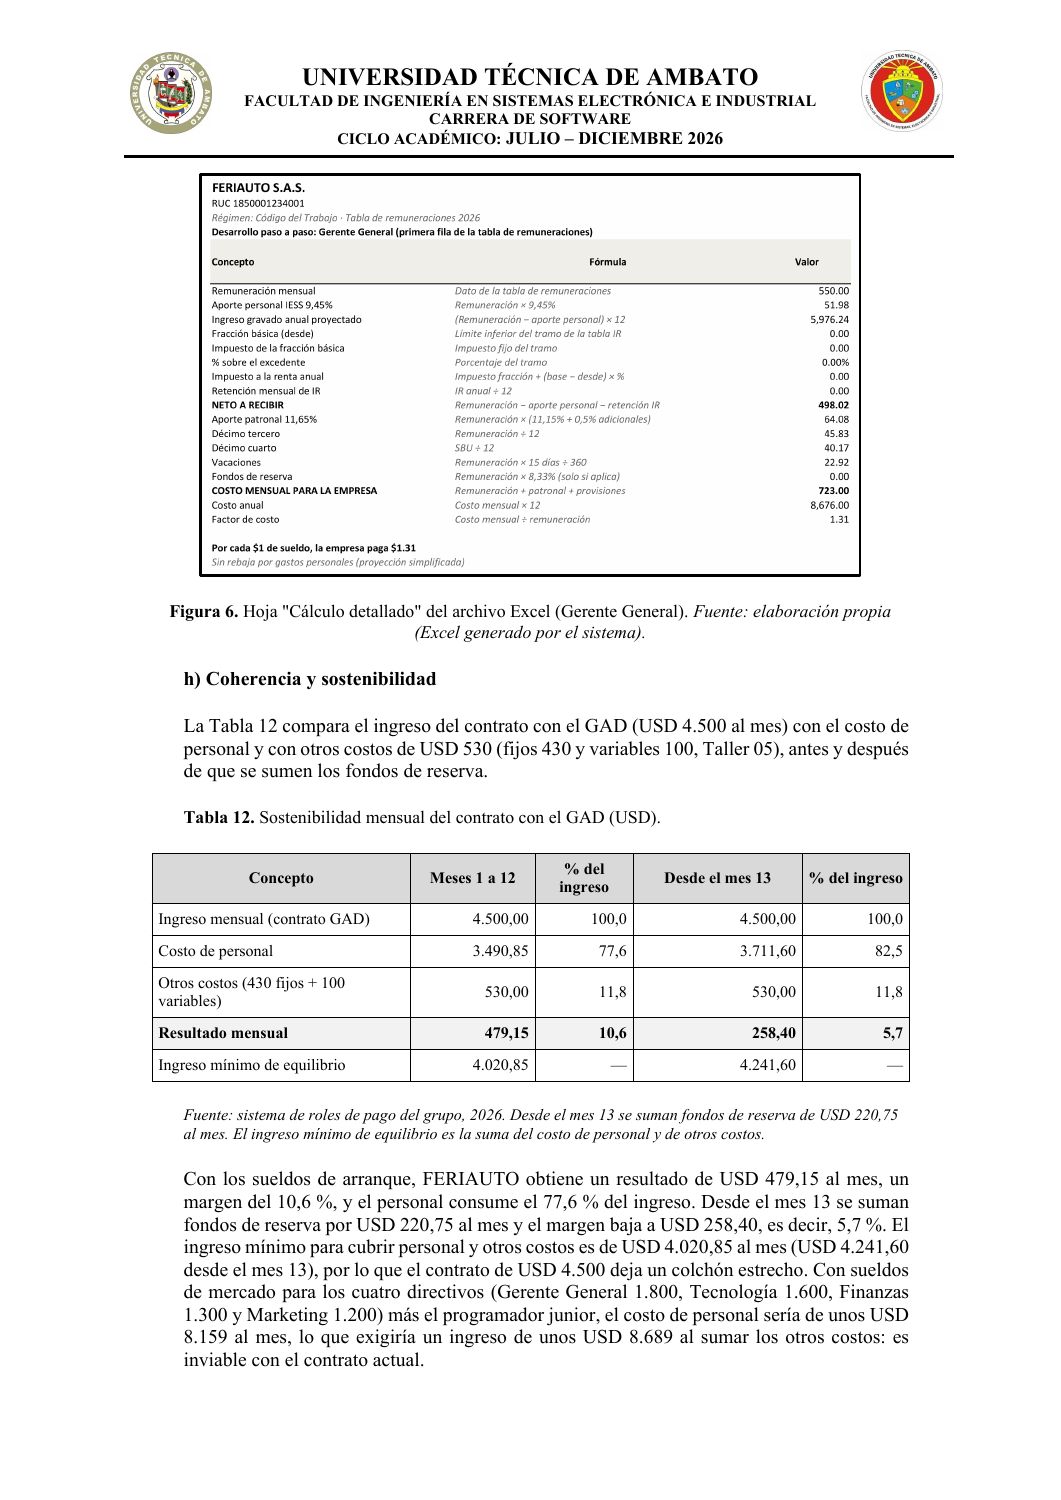 UNIVERSIDAD TÉCNICA DE AMBATO
FACULTAD DE INGENIERÍA EN SISTEMAS ELECTRÓNICA E INDUSTRIAL
CARRERA DE SOFTWARE
CICLO ACADÉMICO: JULIO – DICIEMBRE 2026
FERIAUTO S.A.S.
RUC 1850001234001
Régimen: Código del Trabajo · Tabla de remuneraciones 2026
Desarrollo paso a paso: Gerente General (primera fila de la tabla de remuneraciones)
Concepto Fórmula Valor
Remuneración mensual Dato de la tabla de remuneraciones 550.00
Aporte personal IESS 9,45% Remuneración × 9,45% 51.98
Ingreso gravado anual proyectado (Remuneración − aporte personal) × 12 5,976.24
Fracción básica (desde) Límite inferior del tramo de la tabla IR 0.00
Impuesto de la fracción básica Impuesto fijo del tramo 0.00
% sobre el excedente Porcentaje del tramo 0.00%
Impuesto a la renta anual Impuesto fracción + (base − desde) × % 0.00
Retención mensual de IR IR anual ÷ 12 0.00
NETO A RECIBIR Remuneración − aporte personal − retención IR 498.02
Aporte patronal 11,65% Remuneración × (11,15% + 0,5% adicionales) 64.08
Décimo tercero Remuneración ÷ 12 45.83
Décimo cuarto SBU ÷ 12 40.17
Vacaciones Remuneración × 15 días ÷ 360 22.92
Fondos de reserva Remuneración × 8,33% (solo si aplica) 0.00
COSTO MENSUAL PARA LA EMPRESA Remuneración + patronal + provisiones 723.00
Costo anual Costo mensual × 12 8,676.00
Factor de costo Costo mensual ÷ remuneración 1.31
Por cada $1 de sueldo, la empresa paga $1.31
Sin rebaja por gastos personales (proyección simplificada)
Figura 6. Hoja "Cálculo detallado" del archivo Excel (Gerente General). Fuente: elaboración propia
(Excel generado por el sistema).
h) Coherencia y sostenibilidad
La Tabla 12 compara el ingreso del contrato con el GAD (USD 4.500 al mes) con el costo de
personal y con otros costos de USD 530 (fijos 430 y variables 100, Taller 05), antes y después
de que se sumen los fondos de reserva.
Tabla 12. Sostenibilidad mensual del contrato con el GAD (USD).
Concepto Meses 1 a 12 % del ingreso Desde el mes 13 % del ingreso
Ingreso mensual (contrato GAD) 4.500,00 100,0 4.500,00 100,0
Costo de personal 3.490,85 77,6 3.711,60 82,5
Otros costos (430 fijos + 100 variables) 530,00 11,8 530,00 11,8
Resultado mensual 479,15 10,6 258,40 5,7
Ingreso mínimo de equilibrio 4.020,85 — 4.241,60 —
Fuente: sistema de roles de pago del grupo, 2026. Desde el mes 13 se suman fondos de reserva de USD 220,75
al mes. El ingreso mínimo de equilibrio es la suma del costo de personal y de otros costos.
Con los sueldos de arranque, FERIAUTO obtiene un resultado de USD 479,15 al mes, un
margen del 10,6 %, y el personal consume el 77,6 % del ingreso. Desde el mes 13 se suman
fondos de reserva por USD 220,75 al mes y el margen baja a USD 258,40, es decir, 5,7 %. El
ingreso mínimo para cubrir personal y otros costos es de USD 4.020,85 al mes (USD 4.241,60
desde el mes 13), por lo que el contrato de USD 4.500 deja un colchón estrecho. Con sueldos
de mercado para los cuatro directivos (Gerente General 1.800, Tecnología 1.600, Finanzas
1.300 y Marketing 1.200) más el programador junior, el costo de personal sería de unos USD
8.159 al mes, lo que exigiría un ingreso de unos USD 8.689 al sumar los otros costos: es
inviable con el contrato actual.